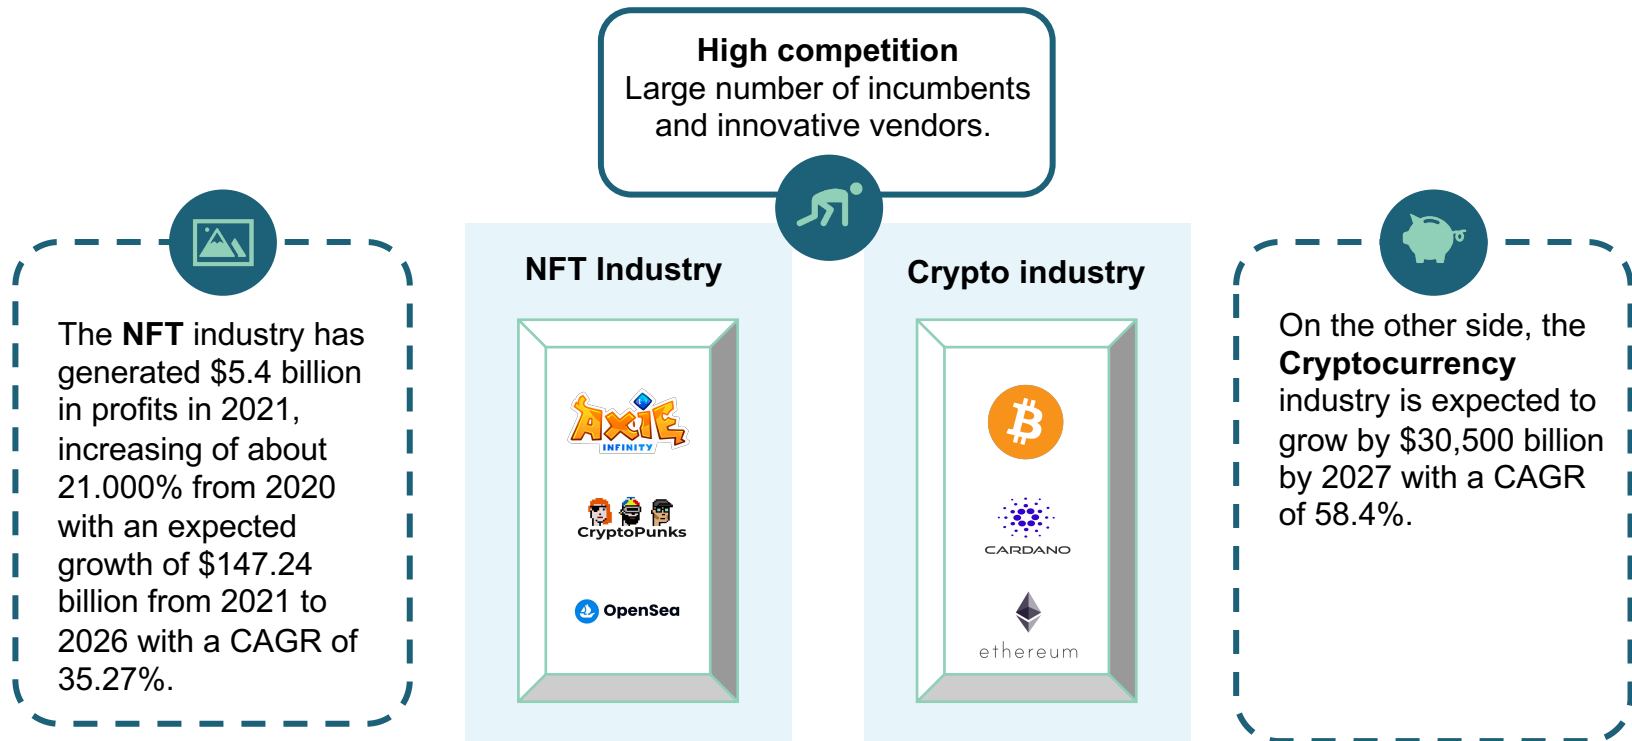 High competition
Large number of incumbents
and innovative vendors.
The NFT industry has
generated $5.4 billion
in profits in 2021,
increasing of about
21.000% from 2020
with an expected
growth of $147.24
billion from 2021 to
2026 with a CAGR of
35.27%.
NFT Industry
AXIE
INFINITY
CryptoPunks
OpenSea
Crypto industry
CARDANO
ethereum
On the other side, the
Cryptocurrency
industry is expected to
grow by $30,500 billion
by 2027 with a CAGR
of 58.4%.